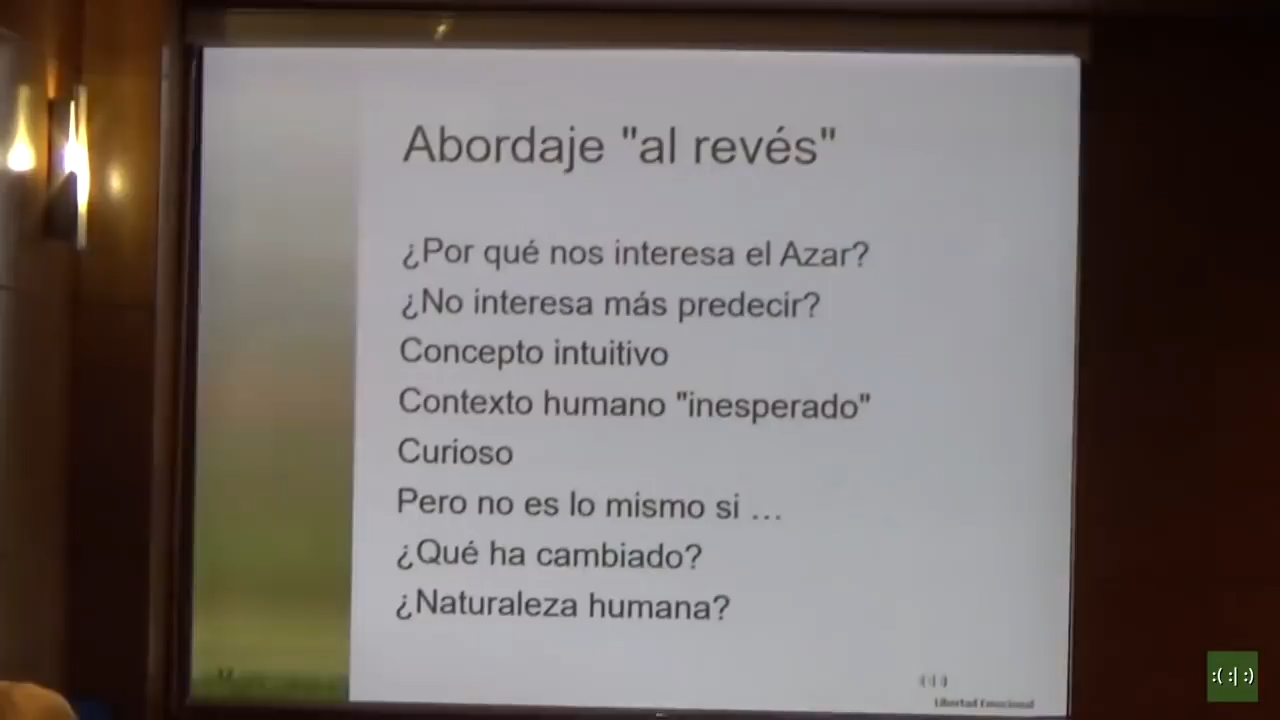 Abordaje "al revés"
¿Por qué nos interesa el Azar?
¿No interesa más predecir?
Concepto intuitivo
Contexto humano "inesperado"
Curioso
Pero no es lo mismo si …
¿Qué ha cambiado?
¿Naturaleza humana?
Libertad Emocional
:( :| :)